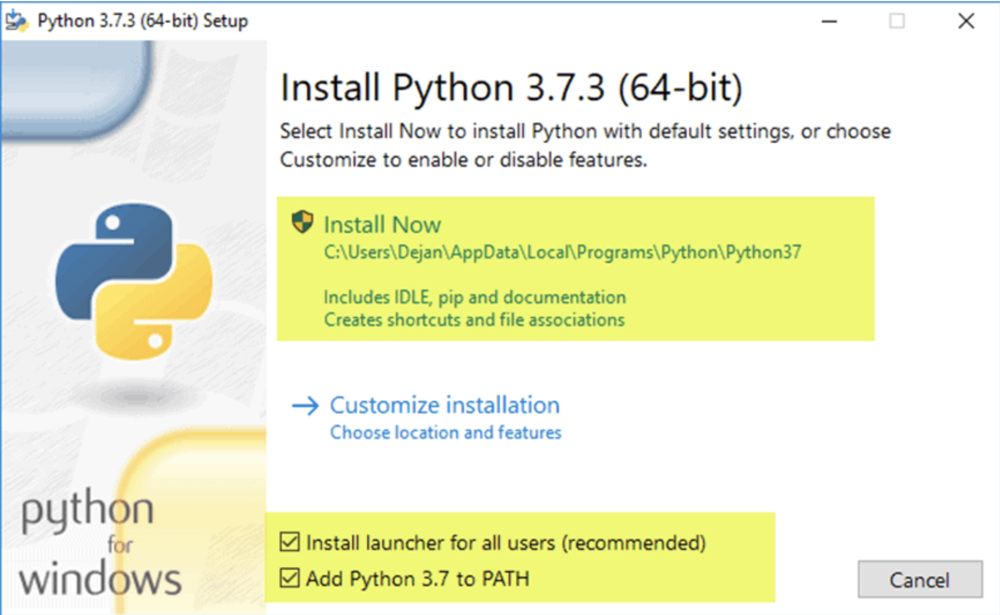 Python 3.7.3 (64-bit) Setup
Install Python 3.7.3 (64-bit)
Select Install Now to install Python with default settings, or choose
Customize to enable or disable features.
Install Now
C:\Users\Dejan\AppData\Local\Programs\Python\Python37
Includes IDLE, pip and documentation
Creates shortcuts and file associations
Customize installation
Choose location and features
python
for
windows
Install launcher for all users (recommended)
Add Python 3.7 to PATH
Cancel